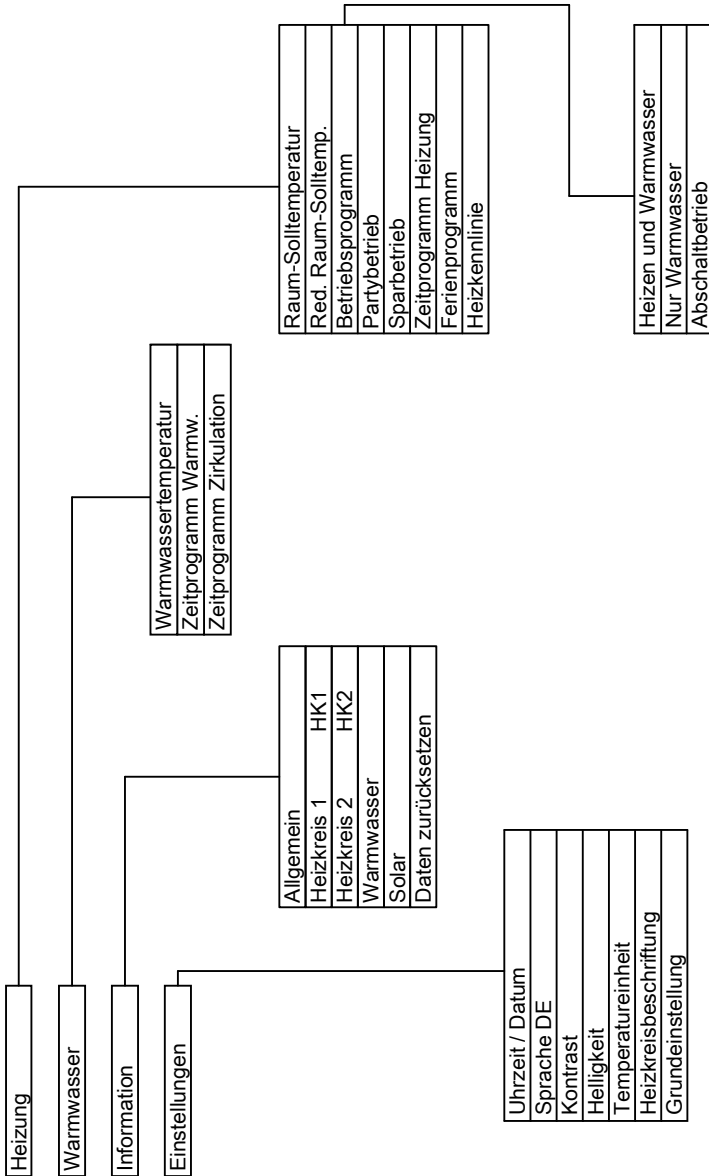 Heizung
Warmwasser
Information
Einstellungen
Raum-Solltemperatur
Red. Raum-Solltemp.
Betriebsprogramm
Partybetrieb
Sparbetrieb
Zeitprogramm Heizung
Ferienprogramm
Heizkennlinie
Heizen und Warmwasser
Nur Warmwasser
Abschaltbetrieb
Warmwassertemperatur
Zeitprogramm Warmw.
Zeitprogramm Zirkulation
Allgemein
Heizkreis 1 HK1
Heizkreis 2 HK2
Warmwasser
Solar
Daten zurücksetzen
Uhrzeit / Datum
Sprache DE
Kontrast
Helligkeit
Temperatureinheit
Heizkreisbeschriftung
Grundeinstellung